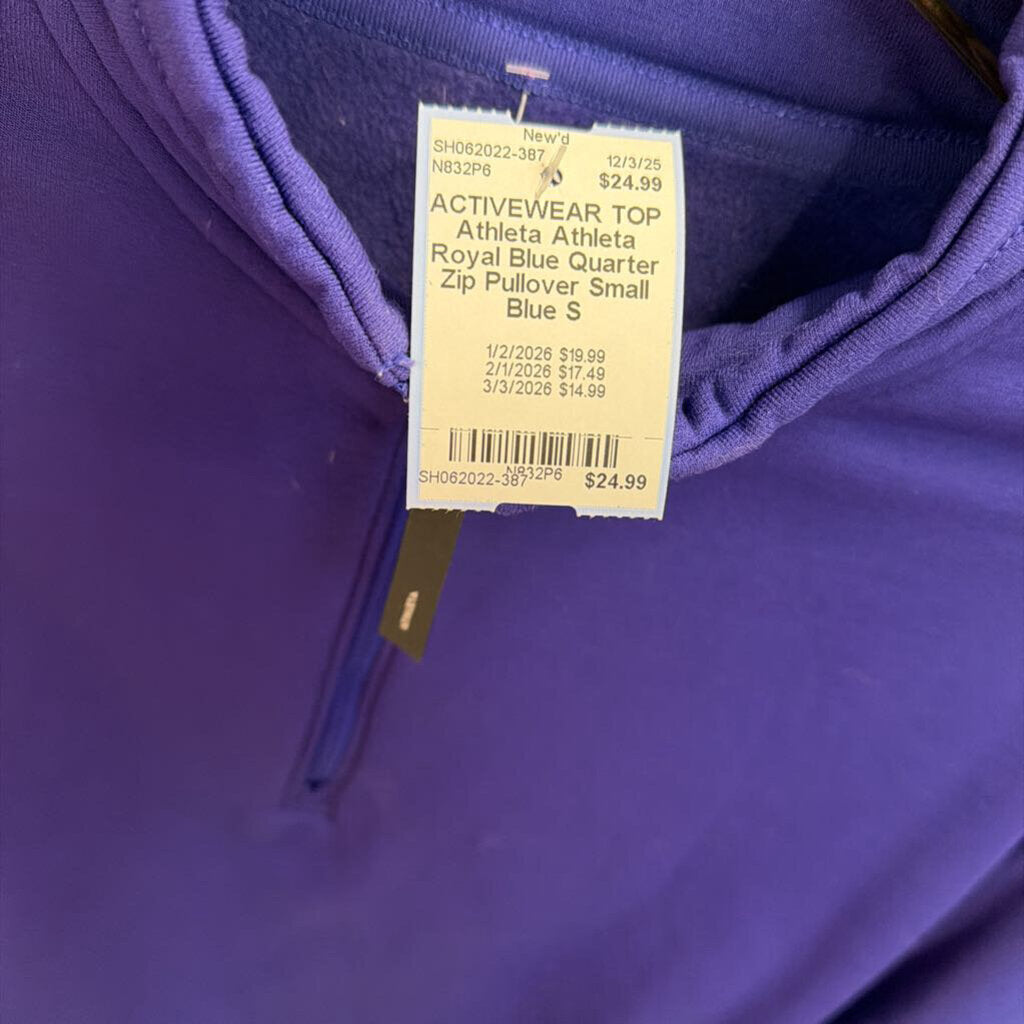 New'd
SH062022-387
12/3/25
N832P6
$24.99
ACTIVEWEAR TOP
Athleta Athleta
Royal Blue Quarter
Zip Pullover Small
Blue S
1/2/2026 $19.99
2/1/2026 $17.49
3/3/2026 $14.99
N832P6
SH062022-387
$24.99
ATHLETA